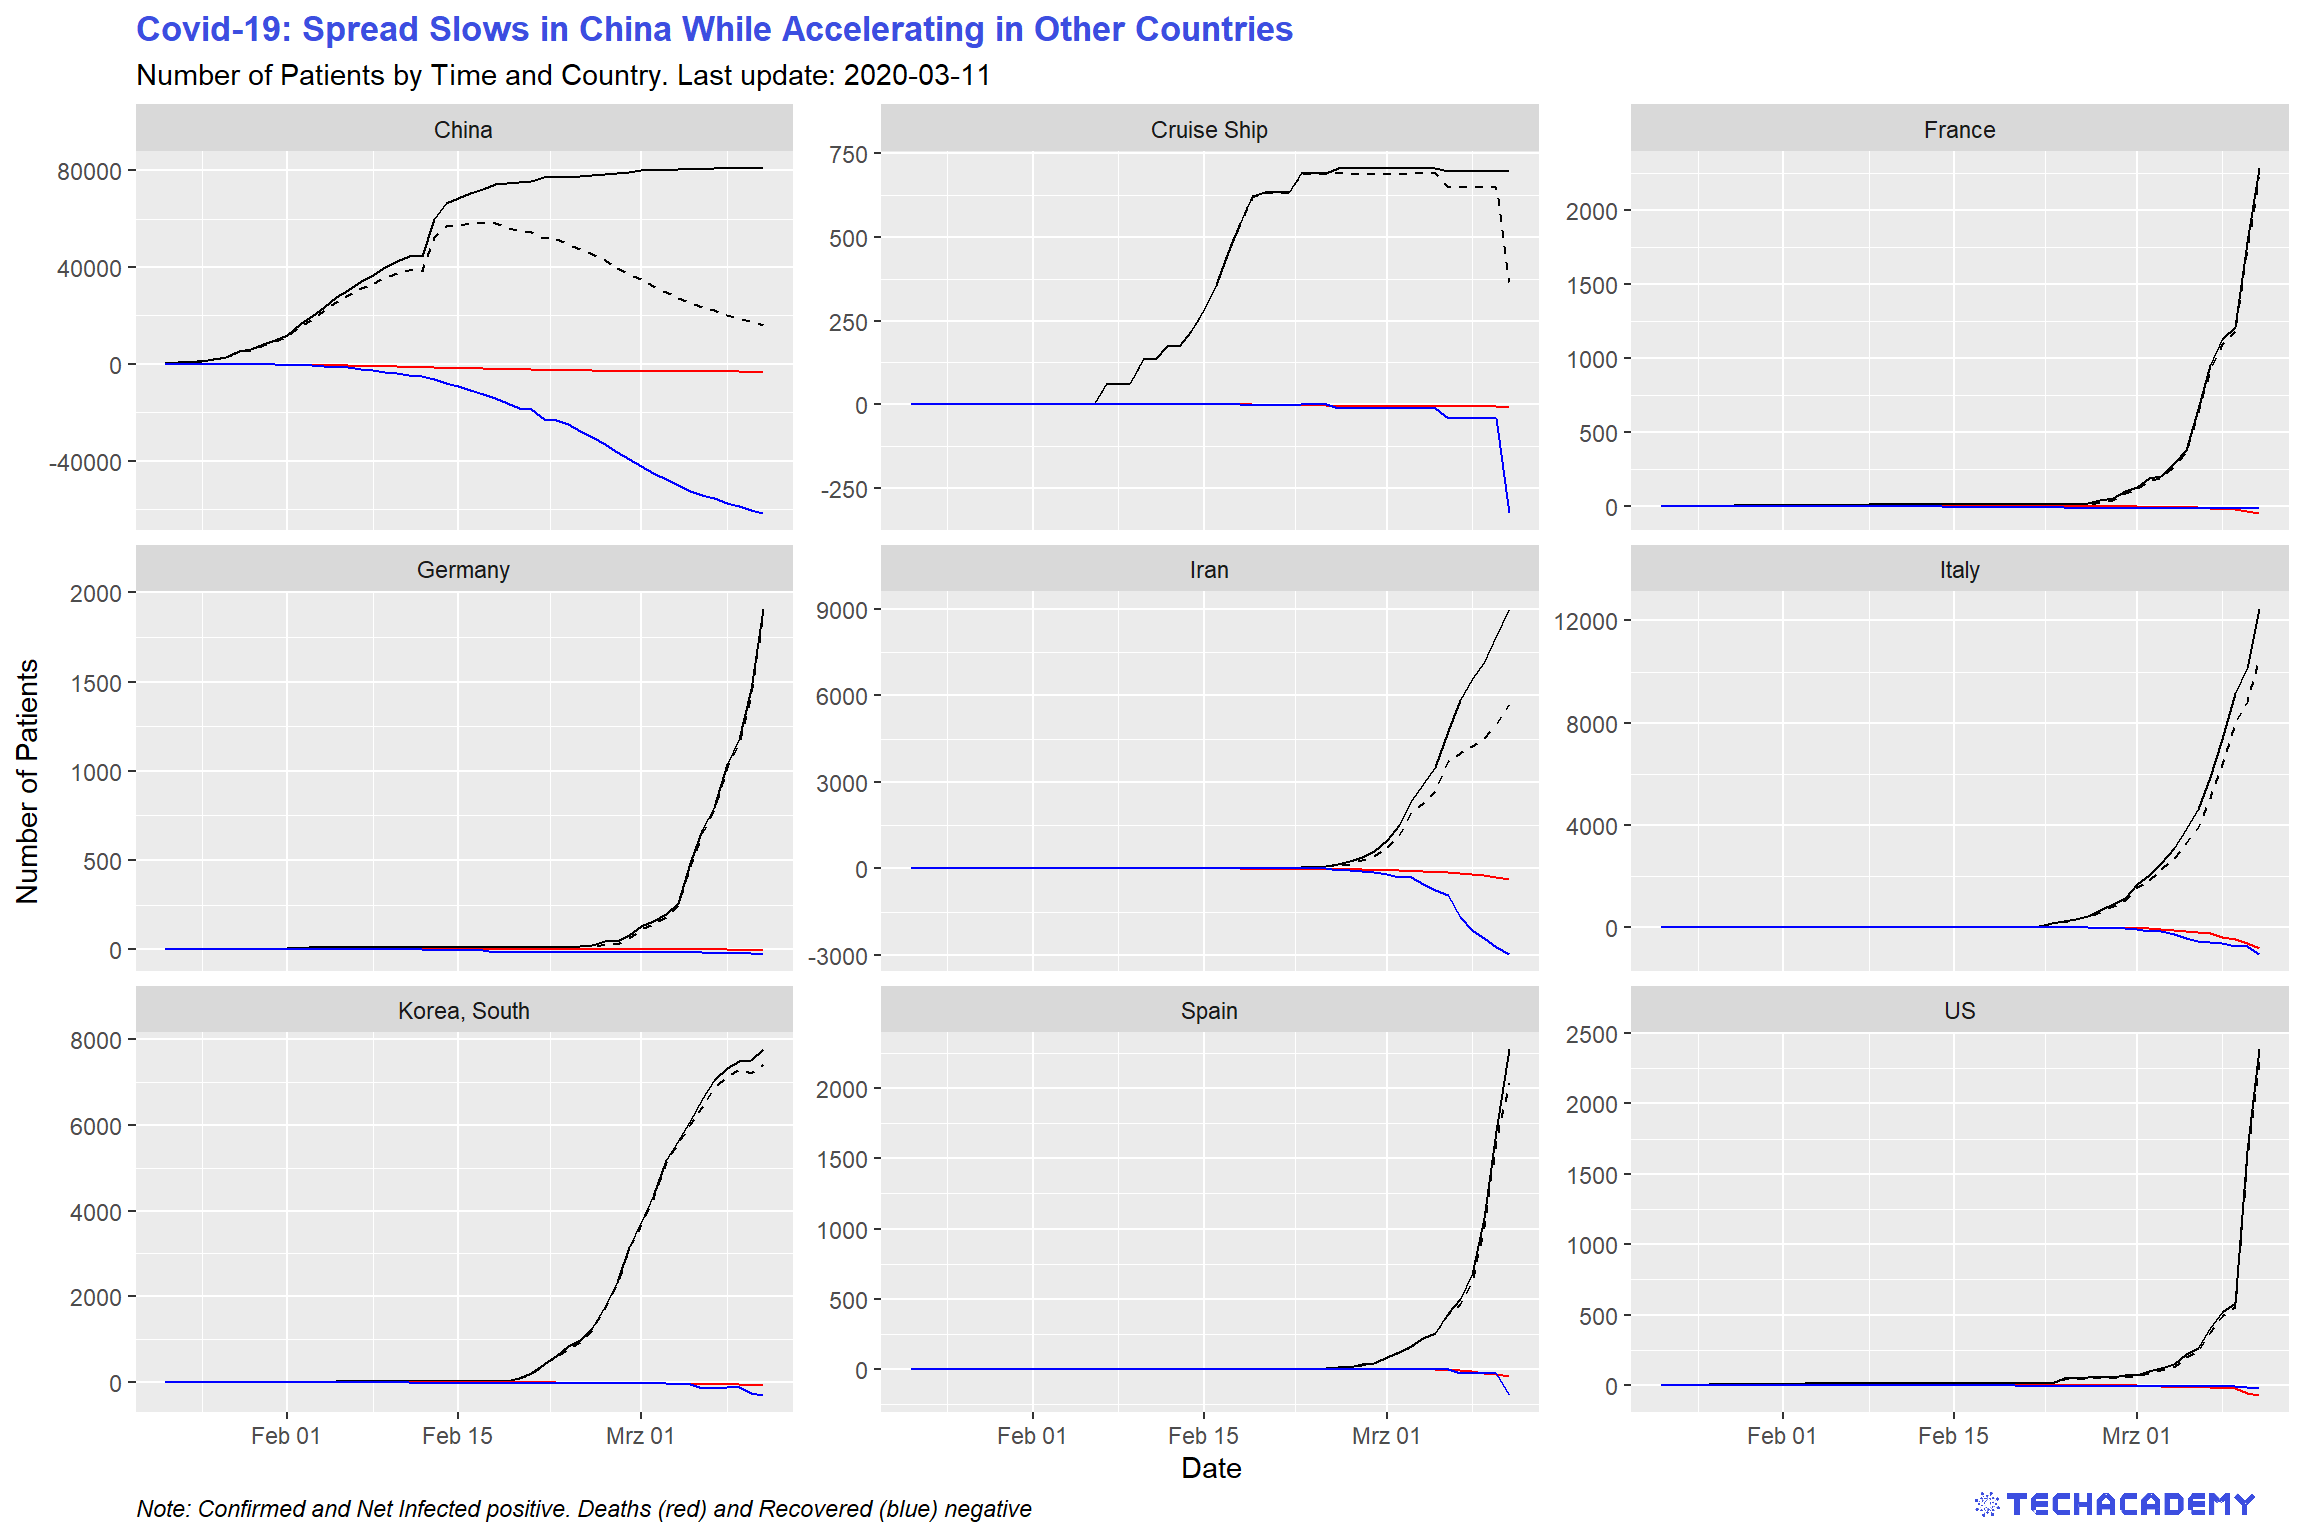 Covid-19: Spread Slows in China While Accelerating in Other Countries
Number of Patients by Time and Country. Last update: 2020-03-11
China
Cruise Ship
France
80000
40000
0
-40000
750
500
250
0
-250
2000
1500
1000
500
0
Germany
Iran
Italy
2000
1500
1000
500
0
9000
6000
3000
0
-3000
12000
8000
4000
0
Number of Patients
Korea, South
Spain
US
8000
6000
4000
2000
0
2000
1500
1000
500
0
2500
2000
1500
1000
500
0
Feb 01 Feb 15 Mrz 01
Feb 01 Feb 15 Mrz 01
Feb 01 Feb 15 Mrz 01
Date
Note: Confirmed and Net Infected positive. Deaths (red) and Recovered (blue) negative
TECHACADEMY